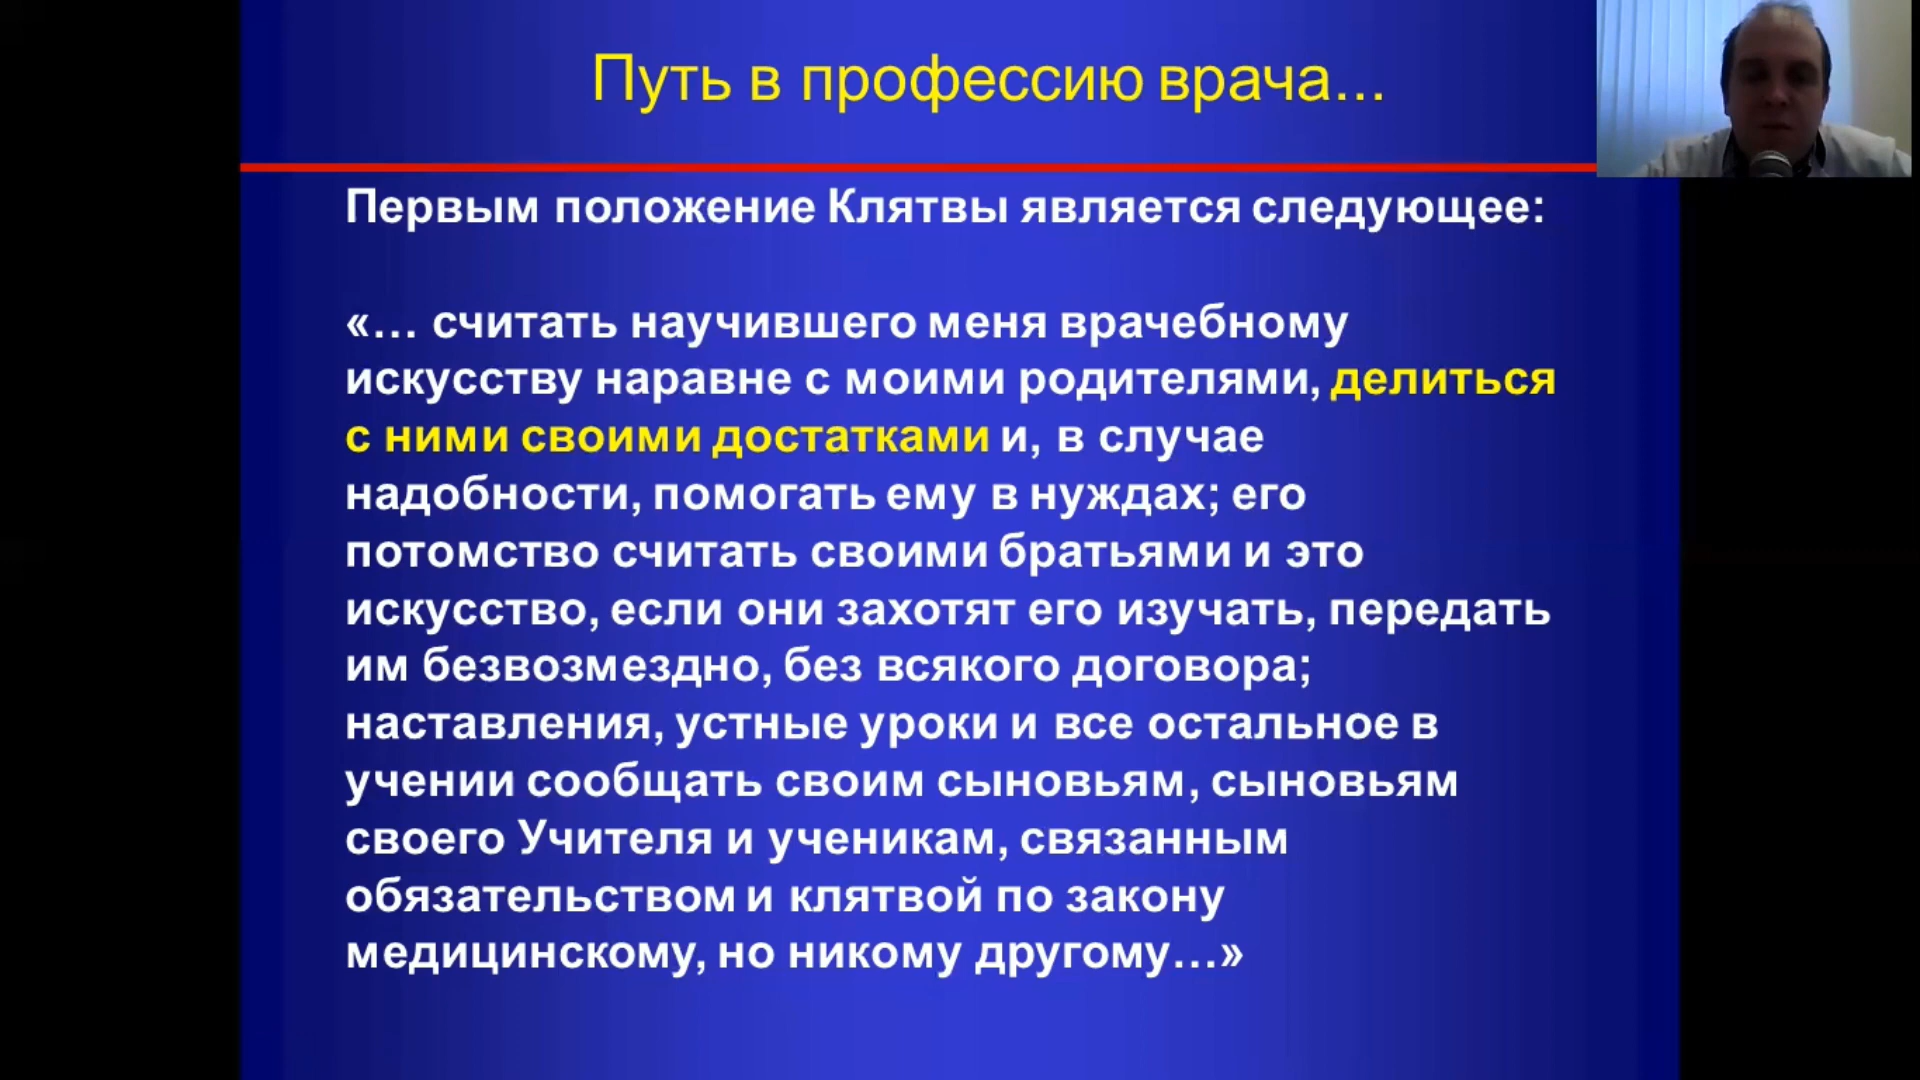 Путь в профессию врача...
Первым положение Клятвы является следующее:
«… считать научившего меня врачебному
искусству наравне с моими родителями, делиться
с ними своими достатками и, в случае
надобности, помогать ему в нуждах; его
потомство считать своими братьями и это
искусство, если они захотят его изучать, передать
им безвозмездно, без всякого договора;
наставления, устные уроки и все остальное в
учении сообщать своим сыновьям, сыновьям
своего Учителя и ученикам, связанным
обязательством и клятвой по закону
медицинскому, но никому другому…»